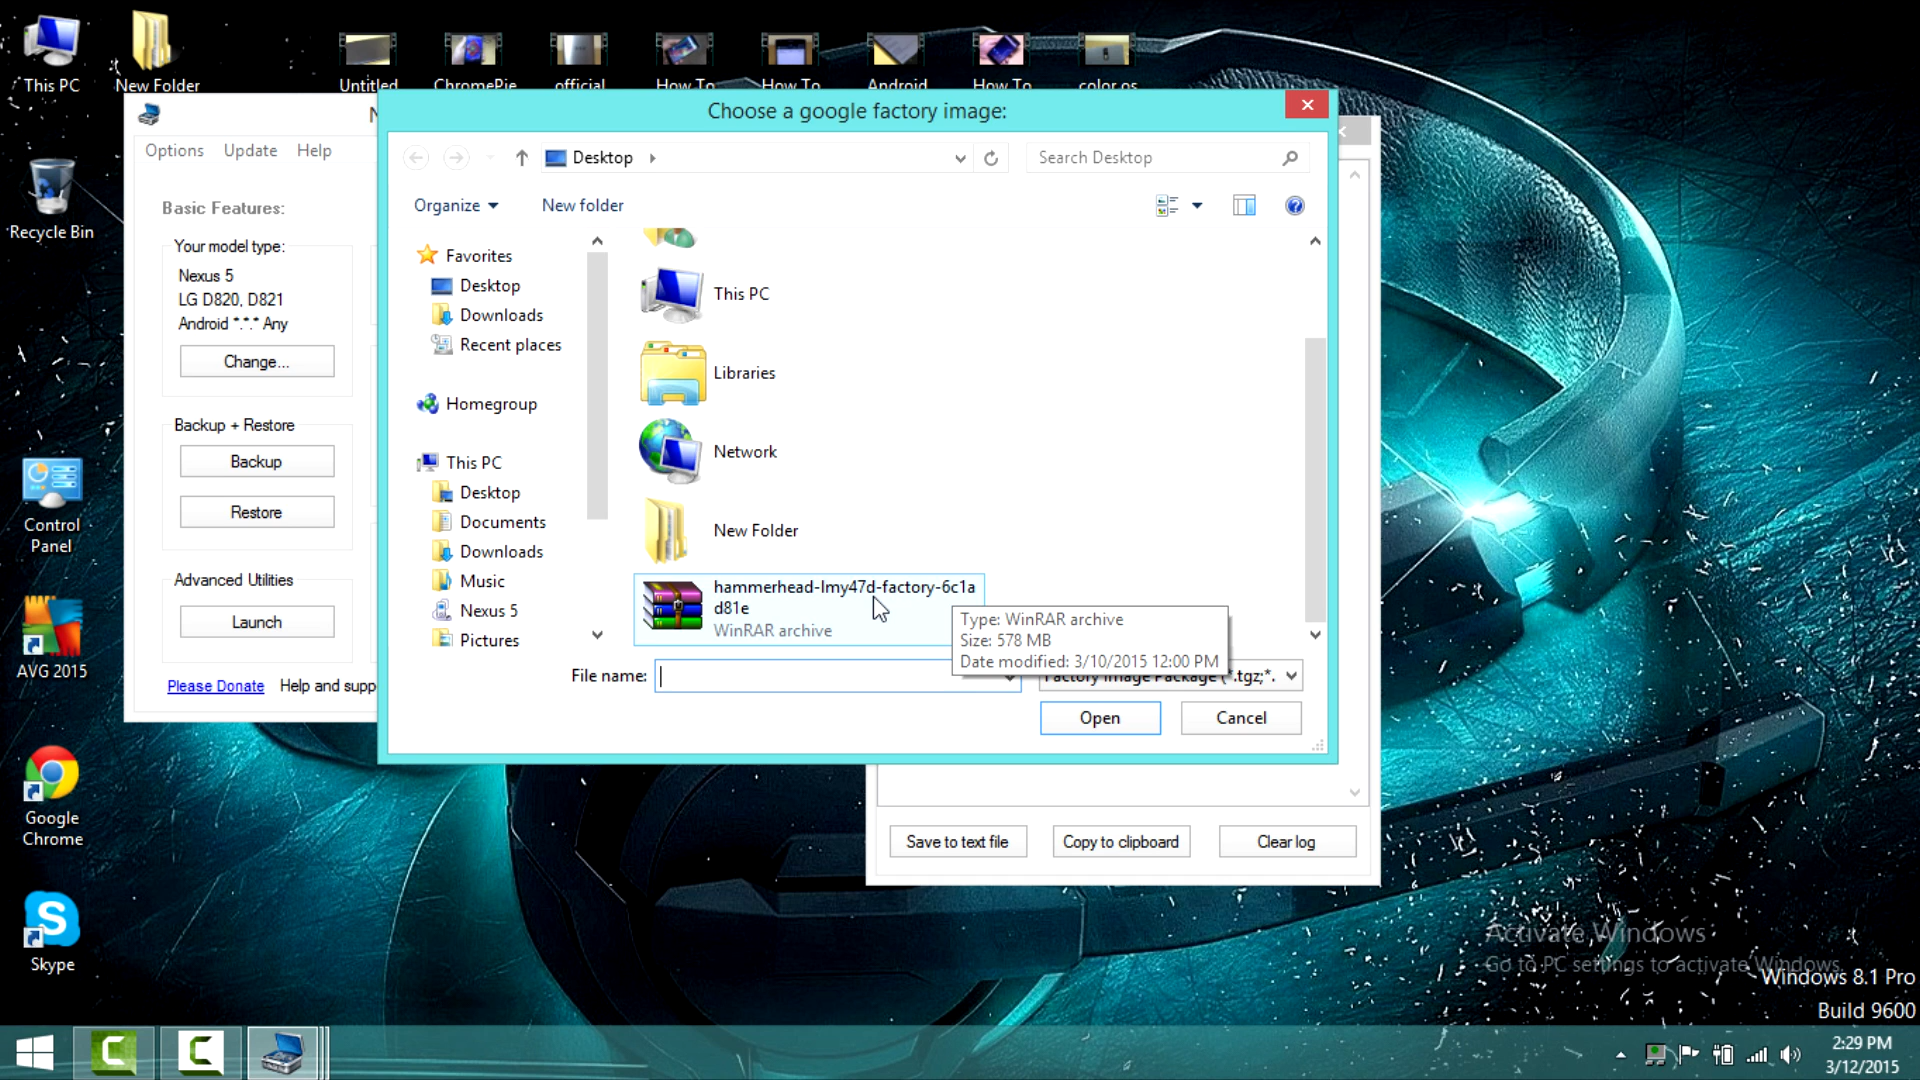 This PC
New Folder
Untitled
ChromePie
official
How To
How To
Android
How To
color os
Recycle Bin
Control
Panel
AVG 2015
Google
Chrome
Skype
Options
Update
Help
Basic Features:
Your model type:
Nexus 5
LG D820, D821
Android *.*.* Any
Change...
Backup + Restore
Backup
Restore
Advanced Utilities
Launch
Please Donate
Help and supp
Choose a google factory image:
Desktop
Search Desktop
Organize
New folder
Favorites
Desktop
Downloads
Recent places
Homegroup
This PC
Desktop
Documents
Downloads
Music
Nexus 5
Pictures
This PC
Libraries
Network
New Folder
hammerhead-lmy47d-factory-6c1a
d81e
WinRAR archive
Type: WinRAR archive
Size: 578 MB
Date modified: 3/10/2015 12:00 PM
File name:
Factory Image Package (*.tgz;*.
Open
Cancel
Save to text file
Copy to clipboard
Clear log
Activate Windows
Go to PC settings to activate Windows.
Windows 8.1 Pro
Build 9600
2:29 PM
3/12/2015